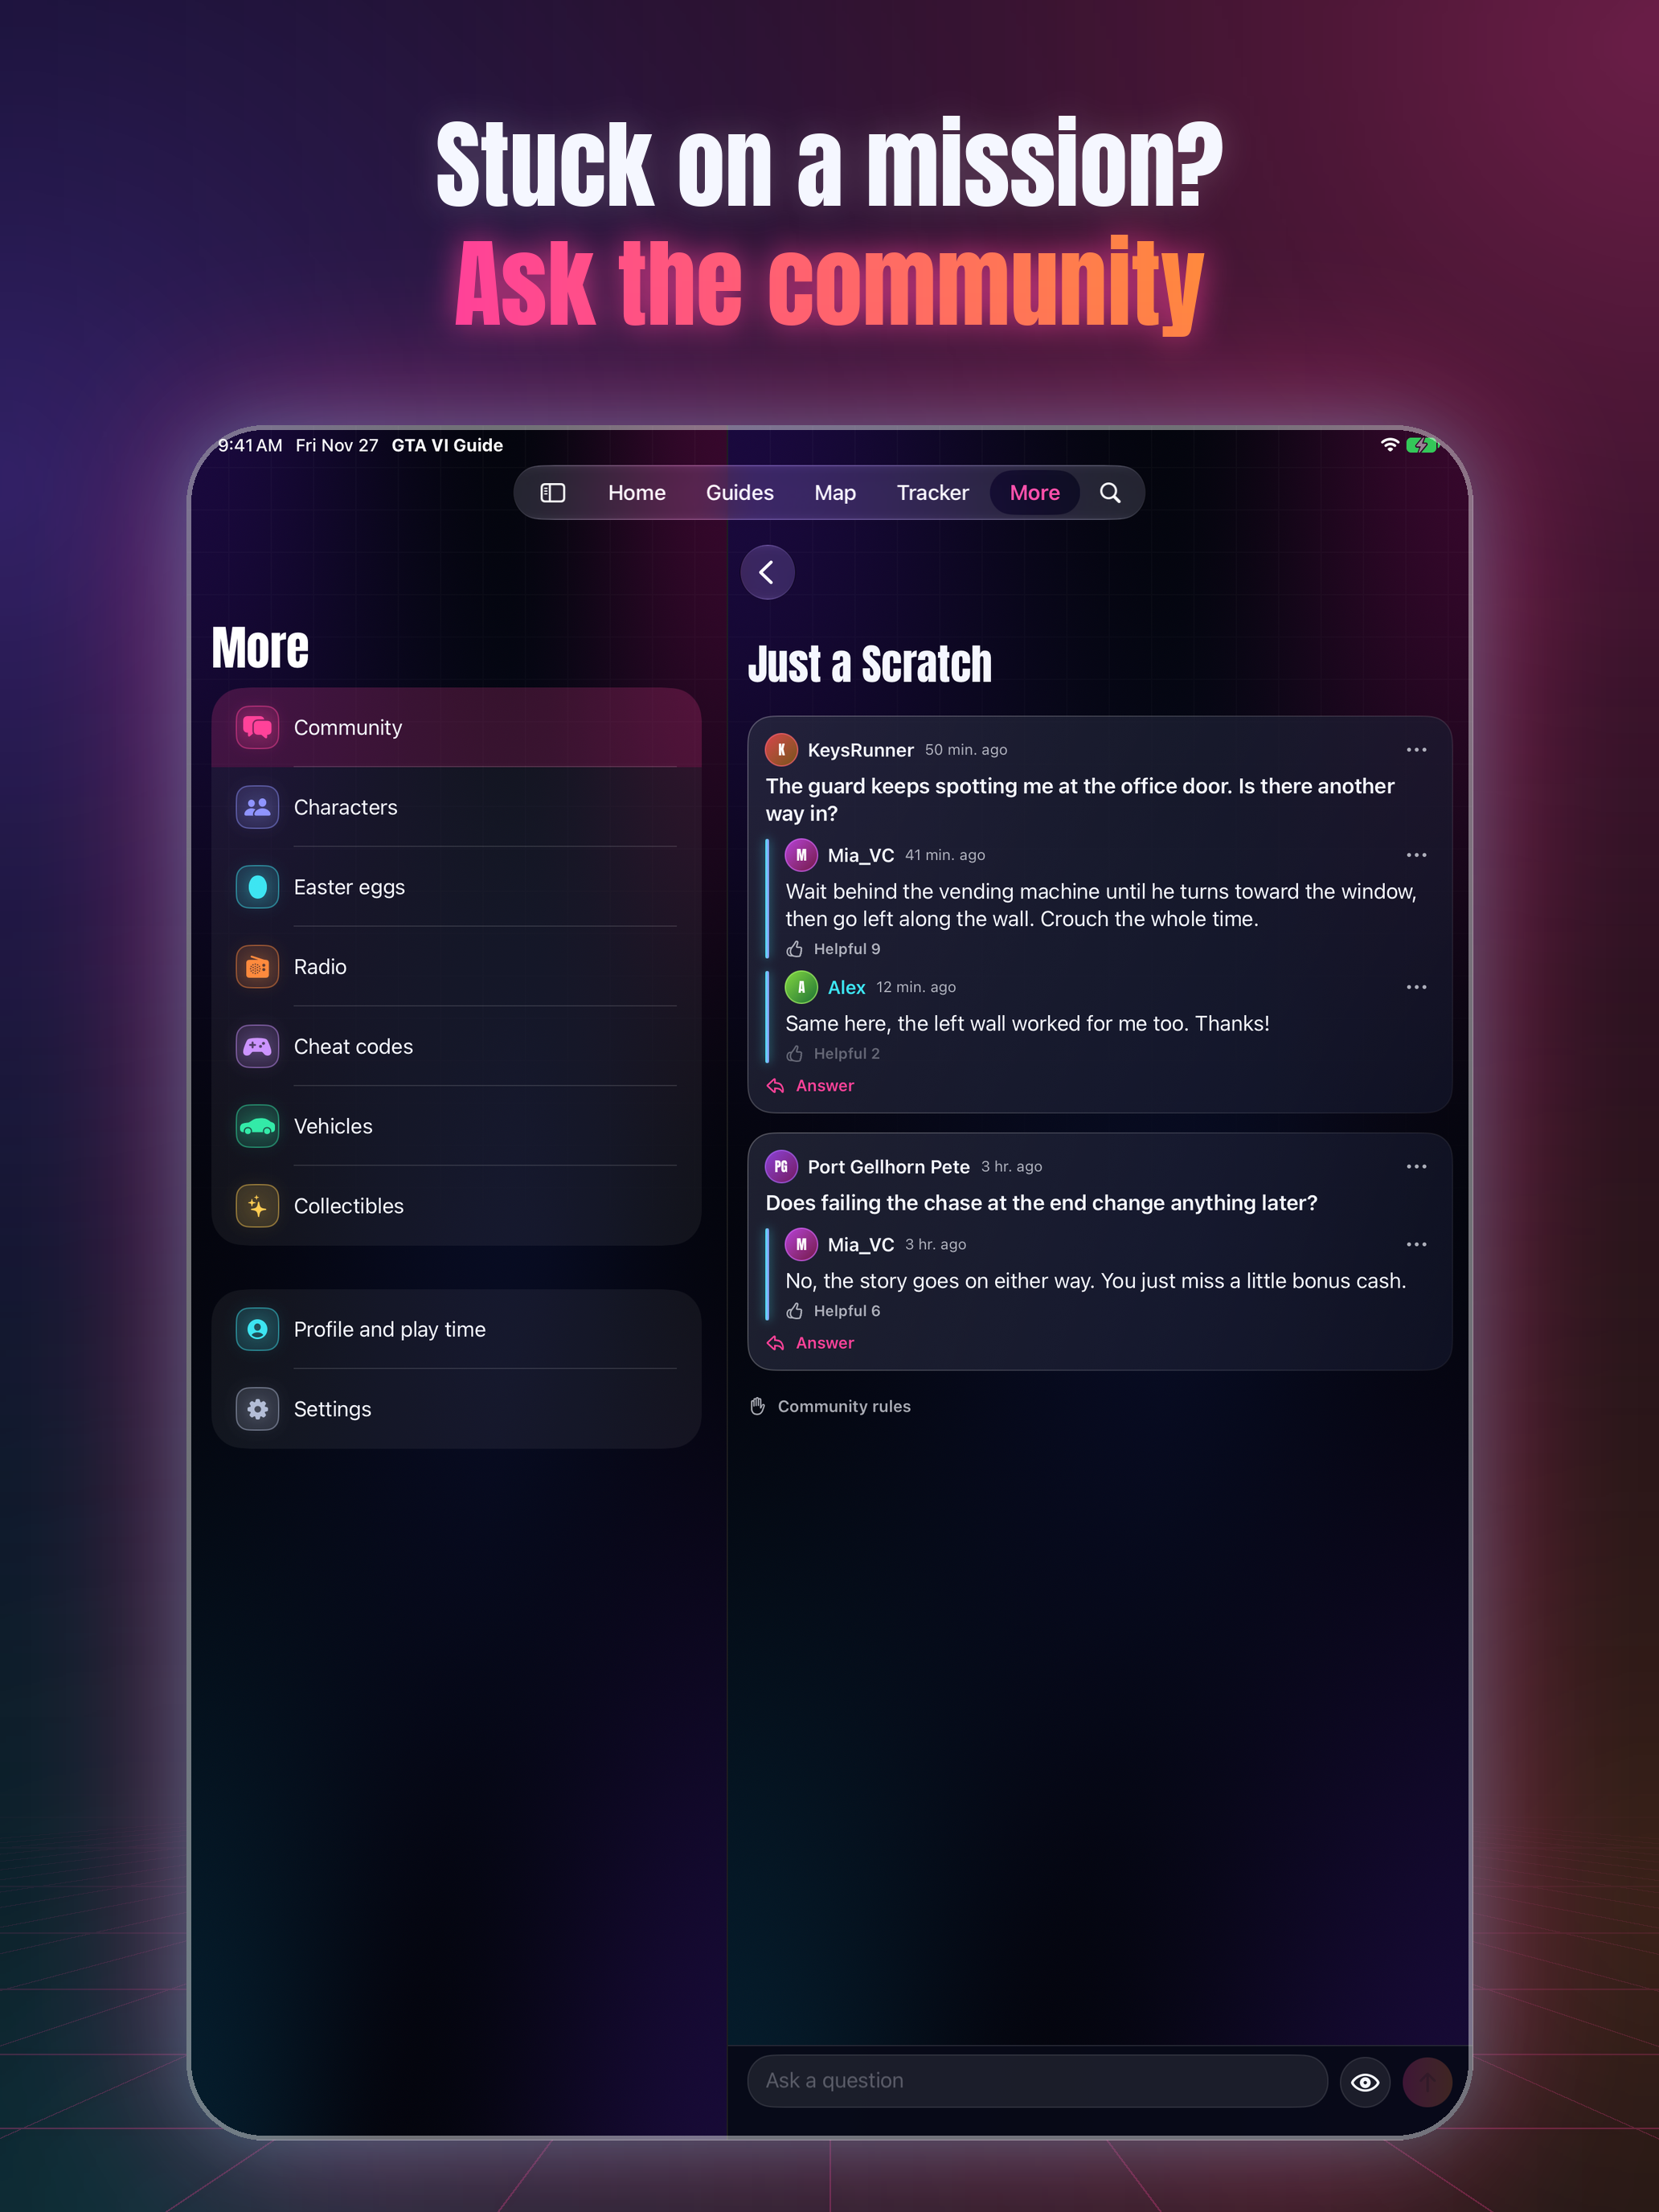 Stuck on a mission?
Ask the community
9:41 AM Fri Nov 27 GTA VI Guide
Home Guides Map Tracker More
More
Community
Characters
Easter eggs
Radio
Cheat codes
Vehicles
Collectibles
Profile and play time
Settings
Just a Scratch
K KeysRunner 50 min. ago
The guard keeps spotting me at the office door. Is there another
way in?
M Mia_VC 41 min. ago
Wait behind the vending machine until he turns toward the window,
then go left along the wall. Crouch the whole time.
Helpful 9
A Alex 12 min. ago
Same here, the left wall worked for me too. Thanks!
Helpful 2
Answer
PG Port Gellhorn Pete 3 hr. ago
Does failing the chase at the end change anything later?
M Mia_VC 3 hr. ago
No, the story goes on either way. You just miss a little bonus cash.
Helpful 6
Answer
Community rules
Ask a question